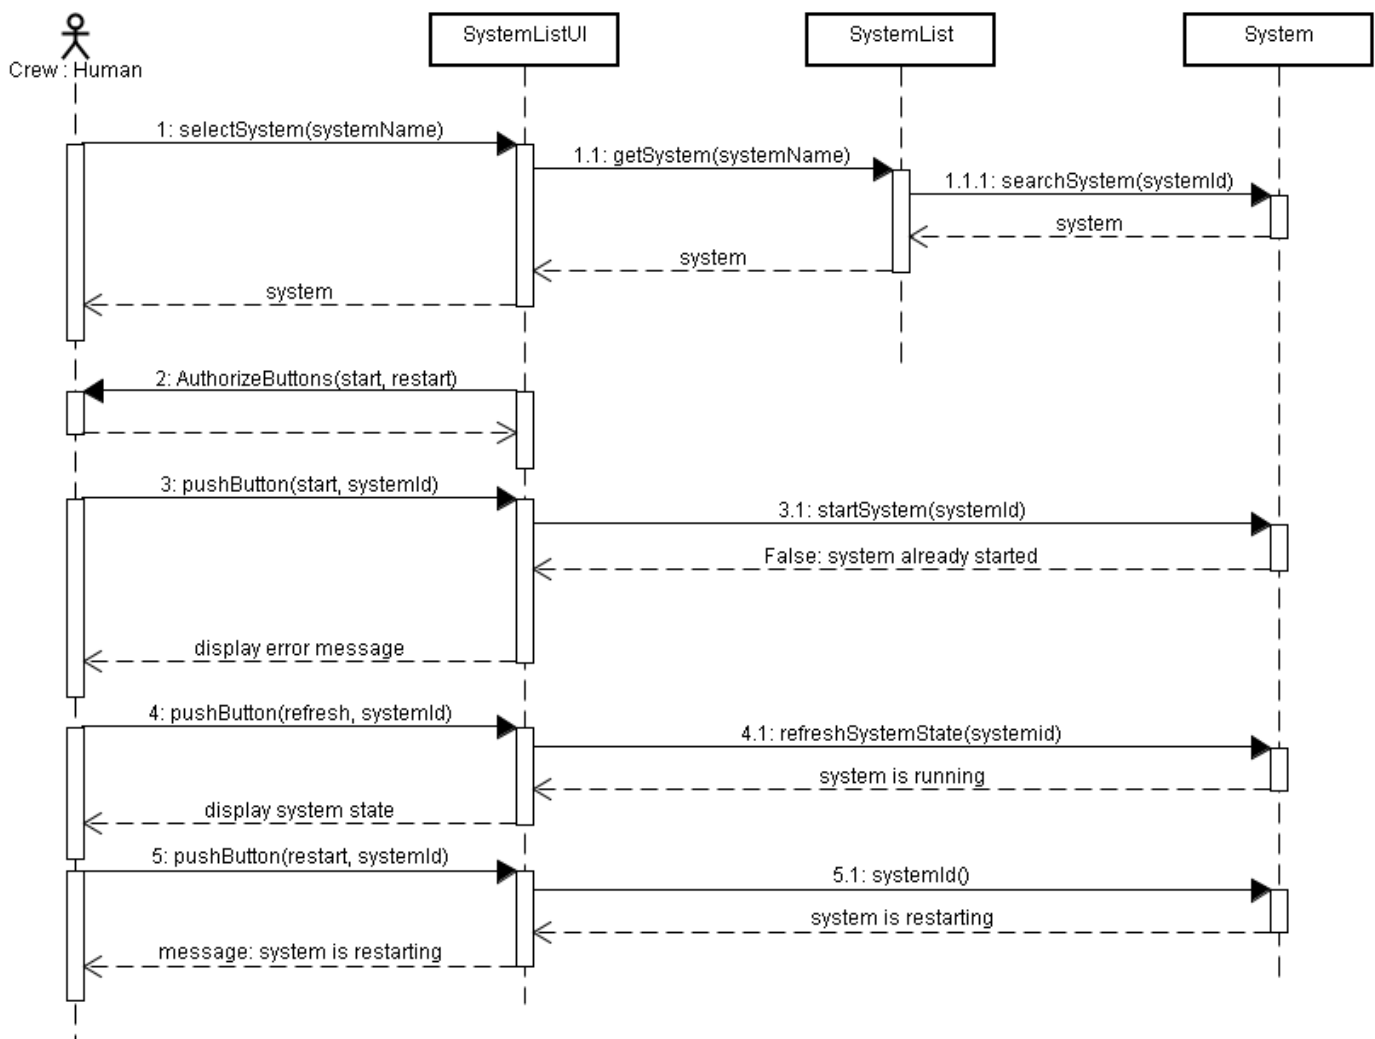 SystemListUI
SystemList
System
Crew : Human
1: selectSystem(systemName)
1.1: getSystem(systemName)
1.1.1: searchSystem(systemId)
system
system
system
2: AuthorizeButtons(start, restart)
3: pushButton(start, systemId)
3.1: startSystem(systemId)
False: system already started
display error message
4: pushButton(refresh, systemId)
4.1: refreshSystemState(systemid)
system is running
display system state
5: pushButton(restart, systemId)
5.1: systemId()
system is restarting
message: system is restarting